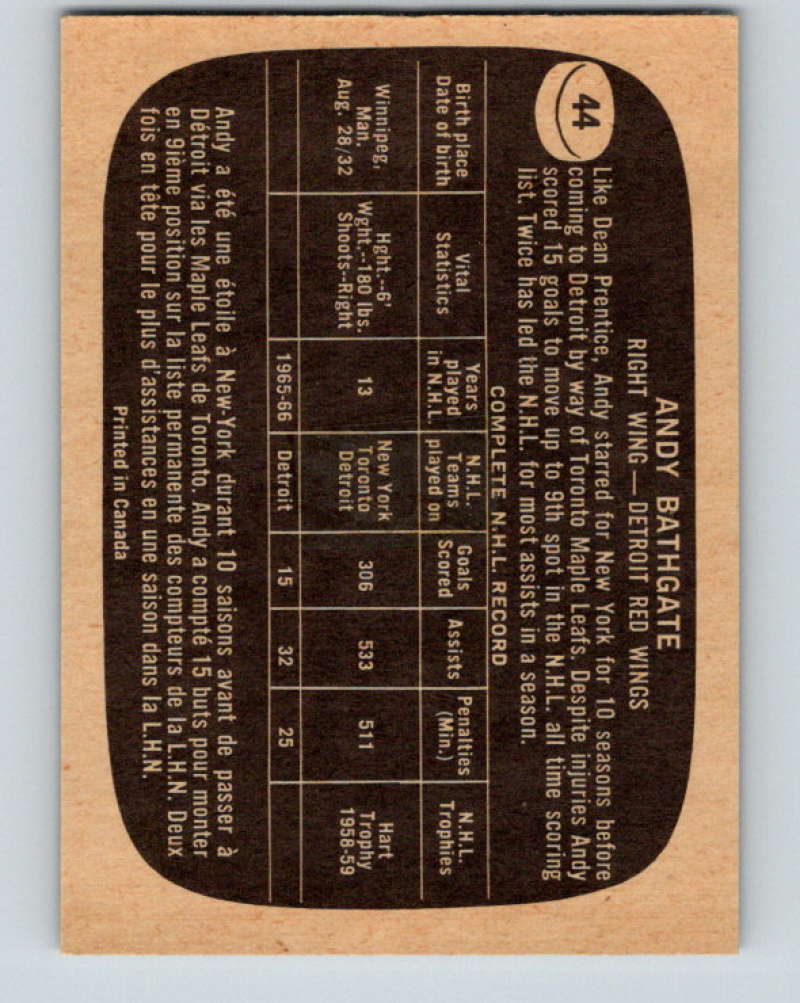 44
ANDY BATHGATE
RIGHT WING — DETROIT RED WINGS
Like Dean Prentice, Andy starred for New York for 10 seasons before
coming to Detroit by way of Toronto Maple Leafs. Despite injuries Andy
scored 15 goals to move up to 9th spot in the N.H.L. all time scoring
list. Twice has led the N.H.L. for most assists in a season.
COMPLETE N.H.L. RECORD
Birth place
Date of birth
Vital
Statistics
Years
played
in N.H.L.
N.H.L.
Teams
played on
Goals
Scored
Assists
Penalties
(Min.)
N.H.L.
Trophies
Winnipeg,
Man.
Aug. 28/32
Hght.--6'
Wght.--180 lbs.
Shoots--Right
13
New York
Toronto
Detroit
306
533
511
Hart
Trophy
1958-59
1965-66
Detroit
15
32
25
Andy a été une étoile à New-York durant 10 saisons avant de passer à
Détroit via les Maple Leafs de Toronto. Andy a compté 15 buts pour monter
en 9ième position sur la liste permanente des compteurs de la L.H.N. Deux
fois en tête pour le plus d'assistances en une saison dans la L.H.N.
Printed in Canada